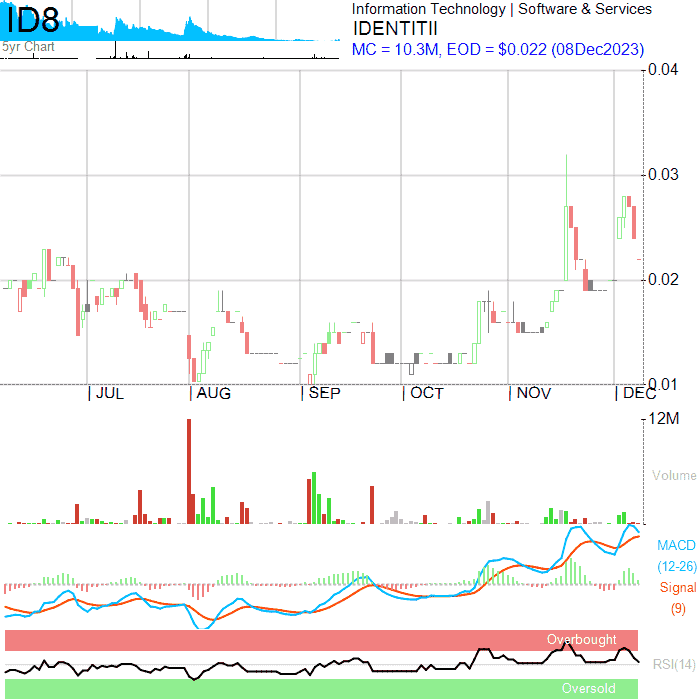 ID8
5yr Chart
Information Technology | Software & Services
IDENTITII
MC = 10.3M, EOD = $0.022 (08Dec2023)
0.04
0.03
0.02
0.01
JUL
AUG
SEP
OCT
NOV
DEC
12M
Volume
MACD
(12-26)
Signal
(9)
Overbought
RSI(14)
Oversold